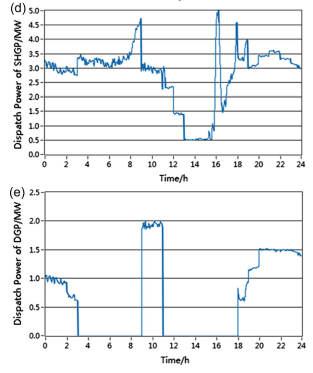 (d)
Dispatch Power of SHGP/MW
5.0
4.5
4.0
3.5
3.0
2.5
2.0
1.5
1.0
0.5
0.0
0 2 4 6 8 10 12 14 16 18 20 22 24
Time/h
(e)
Dispatch Power of DGP/MW
2.5
2.0
1.5
1.0
0.5
0.0
0 2 4 6 8 10 12 14 16 18 20 22 24
Time/h